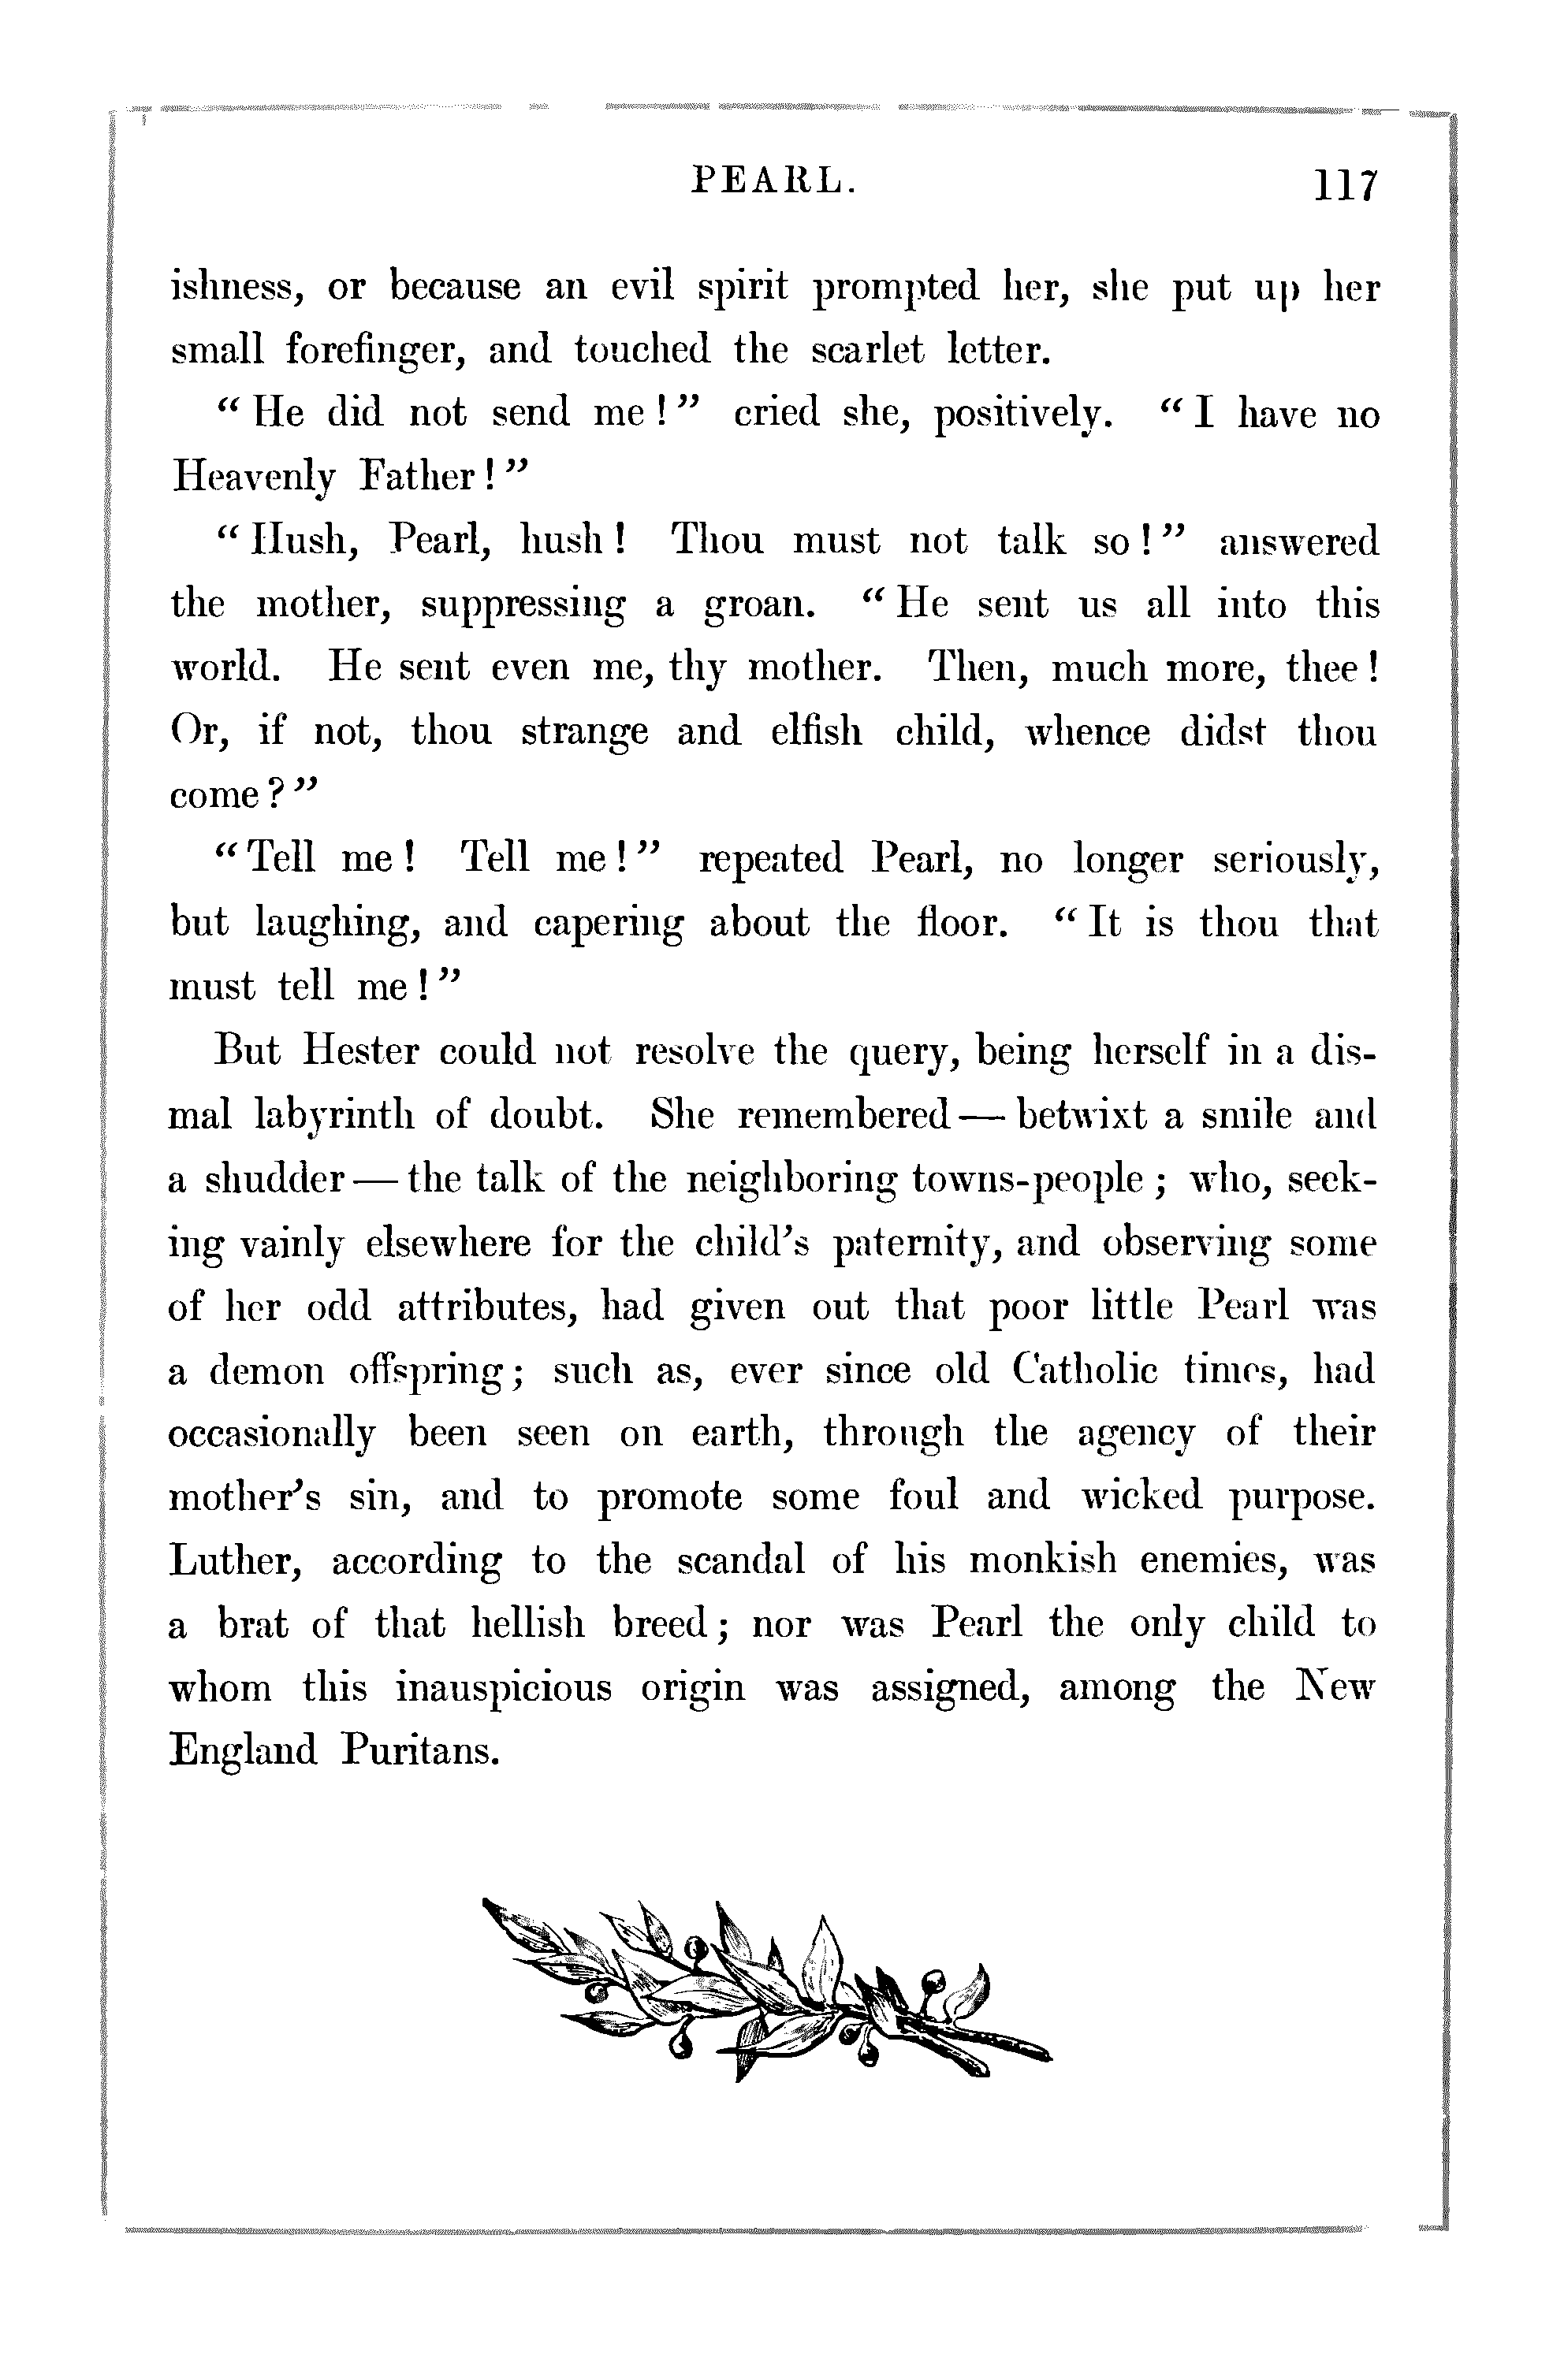 PEARL. 117
ishness, or because an evil spirit prompted her, she put up her
small forefinger, and touched the scarlet letter.
“ He did not send me ! ” cried she, positively. “ I have no
Heavenly Father ! ”
“ Hush, Pearl, hush ! Thou must not talk so ! ” answered
the mother, suppressing a groan. “ He sent us all into this
world. He sent even me, thy mother. Then, much more, thee !
Or, if not, thou strange and elfish child, whence didst thou
come ? ”
“ Tell me ! Tell me ! ” repeated Pearl, no longer seriously,
but laughing, and capering about the floor. “ It is thou that
must tell me ! ”
But Hester could not resolve the query, being herself in a dis-
mal labyrinth of doubt. She remembered — betwixt a smile and
a shudder — the talk of the neighboring towns-people ; who, seek-
ing vainly elsewhere for the child’s paternity, and observing some
of her odd attributes, had given out that poor little Pearl was
a demon offspring ; such as, ever since old Catholic times, had
occasionally been seen on earth, through the agency of their
mother’s sin, and to promote some foul and wicked purpose.
Luther, according to the scandal of his monkish enemies, was
a brat of that hellish breed ; nor was Pearl the only child to
whom this inauspicious origin was assigned, among the New
England Puritans.